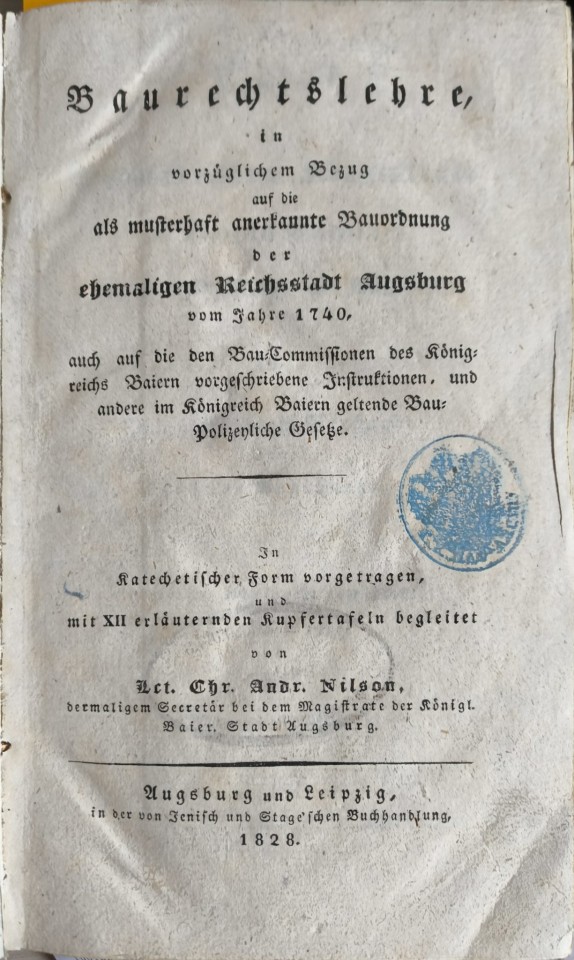 Baurechtslehre,
in
vorzüglichem Bezug
auf die
als musterhaft anerkannte Bauordnung
der
ehemaligen Reichsstadt Augsburg
vom Jahre 1740,
auch auf die den Bau-Commissionen des König-
reichs Baiern vorgeschriebene Instruktionen, und
andere im Königreich Baiern geltende Bau-
Polizeyliche Gesetze.
In
Katechetischer Form vorgetragen,
und
mit XII erläuternden Kupfertafeln begleitet
von
Lct. Chr. Andr. Nilson,
dermaligem Secretär bei dem Magistrate der Königl.
Baier. Stadt Augsburg.
Augsburg und Leipzig,
in der von Jenisch und Stage'schen Buchhandlung,
1828.